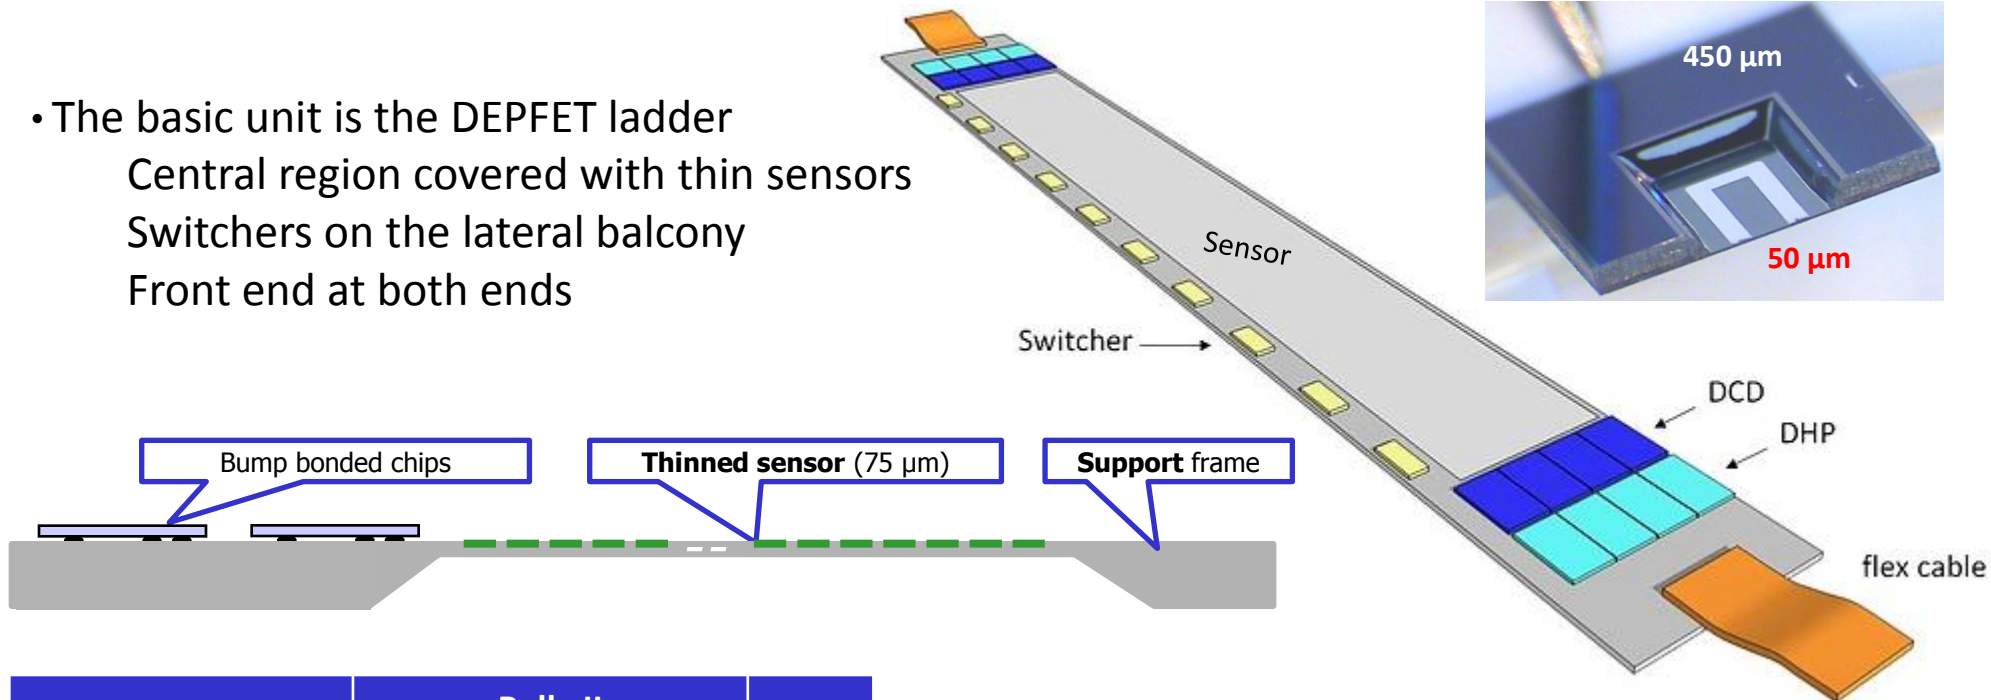 • The basic unit is the DEPFET ladder
Central region covered with thin sensors
Switchers on the lateral balcony
Front end at both ends
450 µm
50 µm
Sensor
Switcher
DCD
DHP
flex cable
Bump bonded chips
Thinned sensor (75 µm)
Support frame